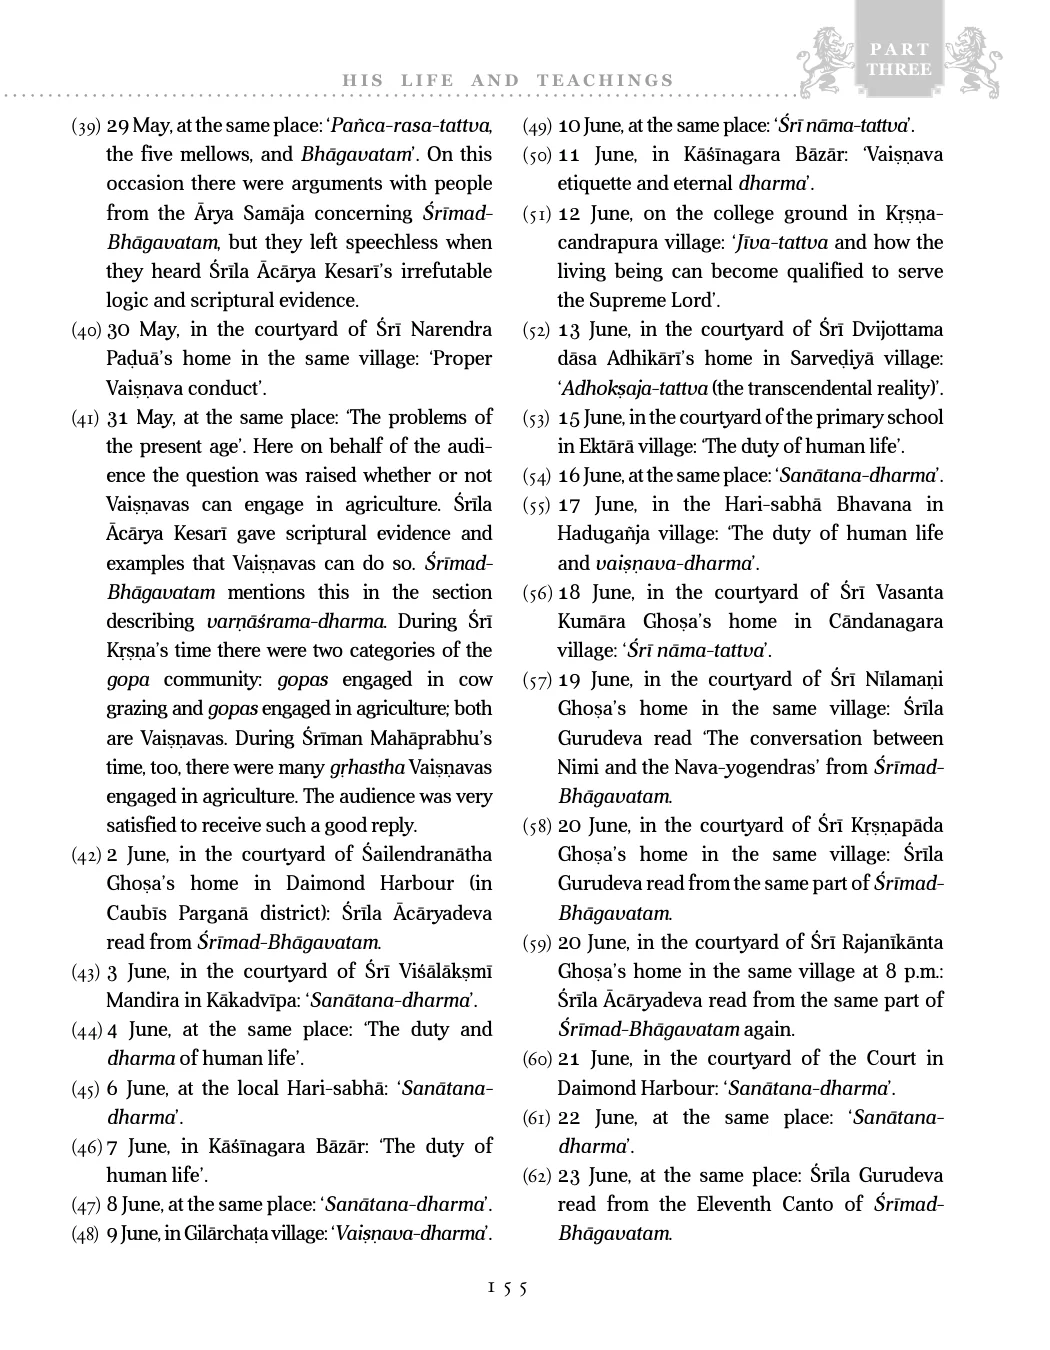 PART
THREE
HIS LIFE AND TEACHINGS
(39) 29 May, at the same place: ‘Pañca-rasa-tattva,
the five mellows, and Bhāgavatam’. On this
occasion there were arguments with people
from the Ārya Samāja concerning Śrīmad-
Bhāgavatam, but they left speechless when
they heard Śrīla Ācārya Kesarī’s irrefutable
logic and scriptural evidence.
(40) 30 May, in the courtyard of Śrī Narendra
Paḍuā’s home in the same village: ‘Proper
Vaiṣṇava conduct’.
(41) 31 May, at the same place: ‘The problems of
the present age’. Here on behalf of the audi-
ence the question was raised whether or not
Vaiṣṇavas can engage in agriculture. Śrīla
Ācārya Kesarī gave scriptural evidence and
examples that Vaiṣṇavas can do so. Śrīmad-
Bhāgavatam mentions this in the section
describing varṇāśrama-dharma. During Śrī
Kṛṣṇa’s time there were two categories of the
gopa community: gopas engaged in cow
grazing and gopas engaged in agriculture; both
are Vaiṣṇavas. During Śrīman Mahāprabhu’s
time, too, there were many gṛhastha Vaiṣṇavas
engaged in agriculture. The audience was very
satisfied to receive such a good reply.
(42) 2 June, in the courtyard of Śailendranātha
Ghoṣa’s home in Daimond Harbour (in
Caubīs Parganā district): Śrīla Ācāryadeva
read from Śrīmad-Bhāgavatam.
(43) 3 June, in the courtyard of Śrī Viśālākṣmī
Mandira in Kākadvīpa: ‘Sanātana-dharma’.
(44) 4 June, at the same place: ‘The duty and
dharma of human life’.
(45) 6 June, at the local Hari-sabhā: ‘Sanātana-
dharma’.
(46) 7 June, in Kāśīnagara Bāzār: ‘The duty of
human life’.
(47) 8 June, at the same place: ‘Sanātana-dharma’.
(48) 9 June, in Gilārchaṭa village: ‘Vaiṣṇava-dharma’.
(49) 10 June, at the same place: ‘Śrī nāma-tattva’.
(50) 11 June, in Kāśīnagara Bāzār: ‘Vaiṣṇava
etiquette and eternal dharma’.
(51) 12 June, on the college ground in Kṛṣṇa-
candrapura village: ‘Jīva-tattva and how the
living being can become qualified to serve
the Supreme Lord’.
(52) 13 June, in the courtyard of Śrī Dvijottama
dāsa Adhikārī’s home in Sarveḍiyā village:
‘Adhokṣaja-tattva (the transcendental reality)’.
(53) 15 June, in the courtyard of the primary school
in Ektārā village: ‘The duty of human life’.
(54) 16 June, at the same place: ‘Sanātana-dharma’.
(55) 17 June, in the Hari-sabhā Bhavana in
Hadugañja village: ‘The duty of human life
and vaiṣṇava-dharma’.
(56) 18 June, in the courtyard of Śrī Vasanta
Kumāra Ghoṣa’s home in Cāndanagara
village: ‘Śrī nāma-tattva’.
(57) 19 June, in the courtyard of Śrī Nīlamaṇi
Ghoṣa’s home in the same village: Śrīla
Gurudeva read ‘The conversation between
Nimi and the Nava-yogendras’ from Śrīmad-
Bhāgavatam.
(58) 20 June, in the courtyard of Śrī Kṛṣṇapāda
Ghoṣa’s home in the same village: Śrīla
Gurudeva read from the same part of Śrīmad-
Bhāgavatam.
(59) 20 June, in the courtyard of Śrī Rajanīkānta
Ghoṣa’s home in the same village at 8 p.m.:
Śrīla Ācāryadeva read from the same part of
Śrīmad-Bhāgavatam again.
(60) 21 June, in the courtyard of the Court in
Daimond Harbour: ‘Sanātana-dharma’.
(61) 22 June, at the same place: ‘Sanātana-
dharma’.
(62) 23 June, at the same place: Śrīla Gurudeva
read from the Eleventh Canto of Śrīmad-
Bhāgavatam.
155